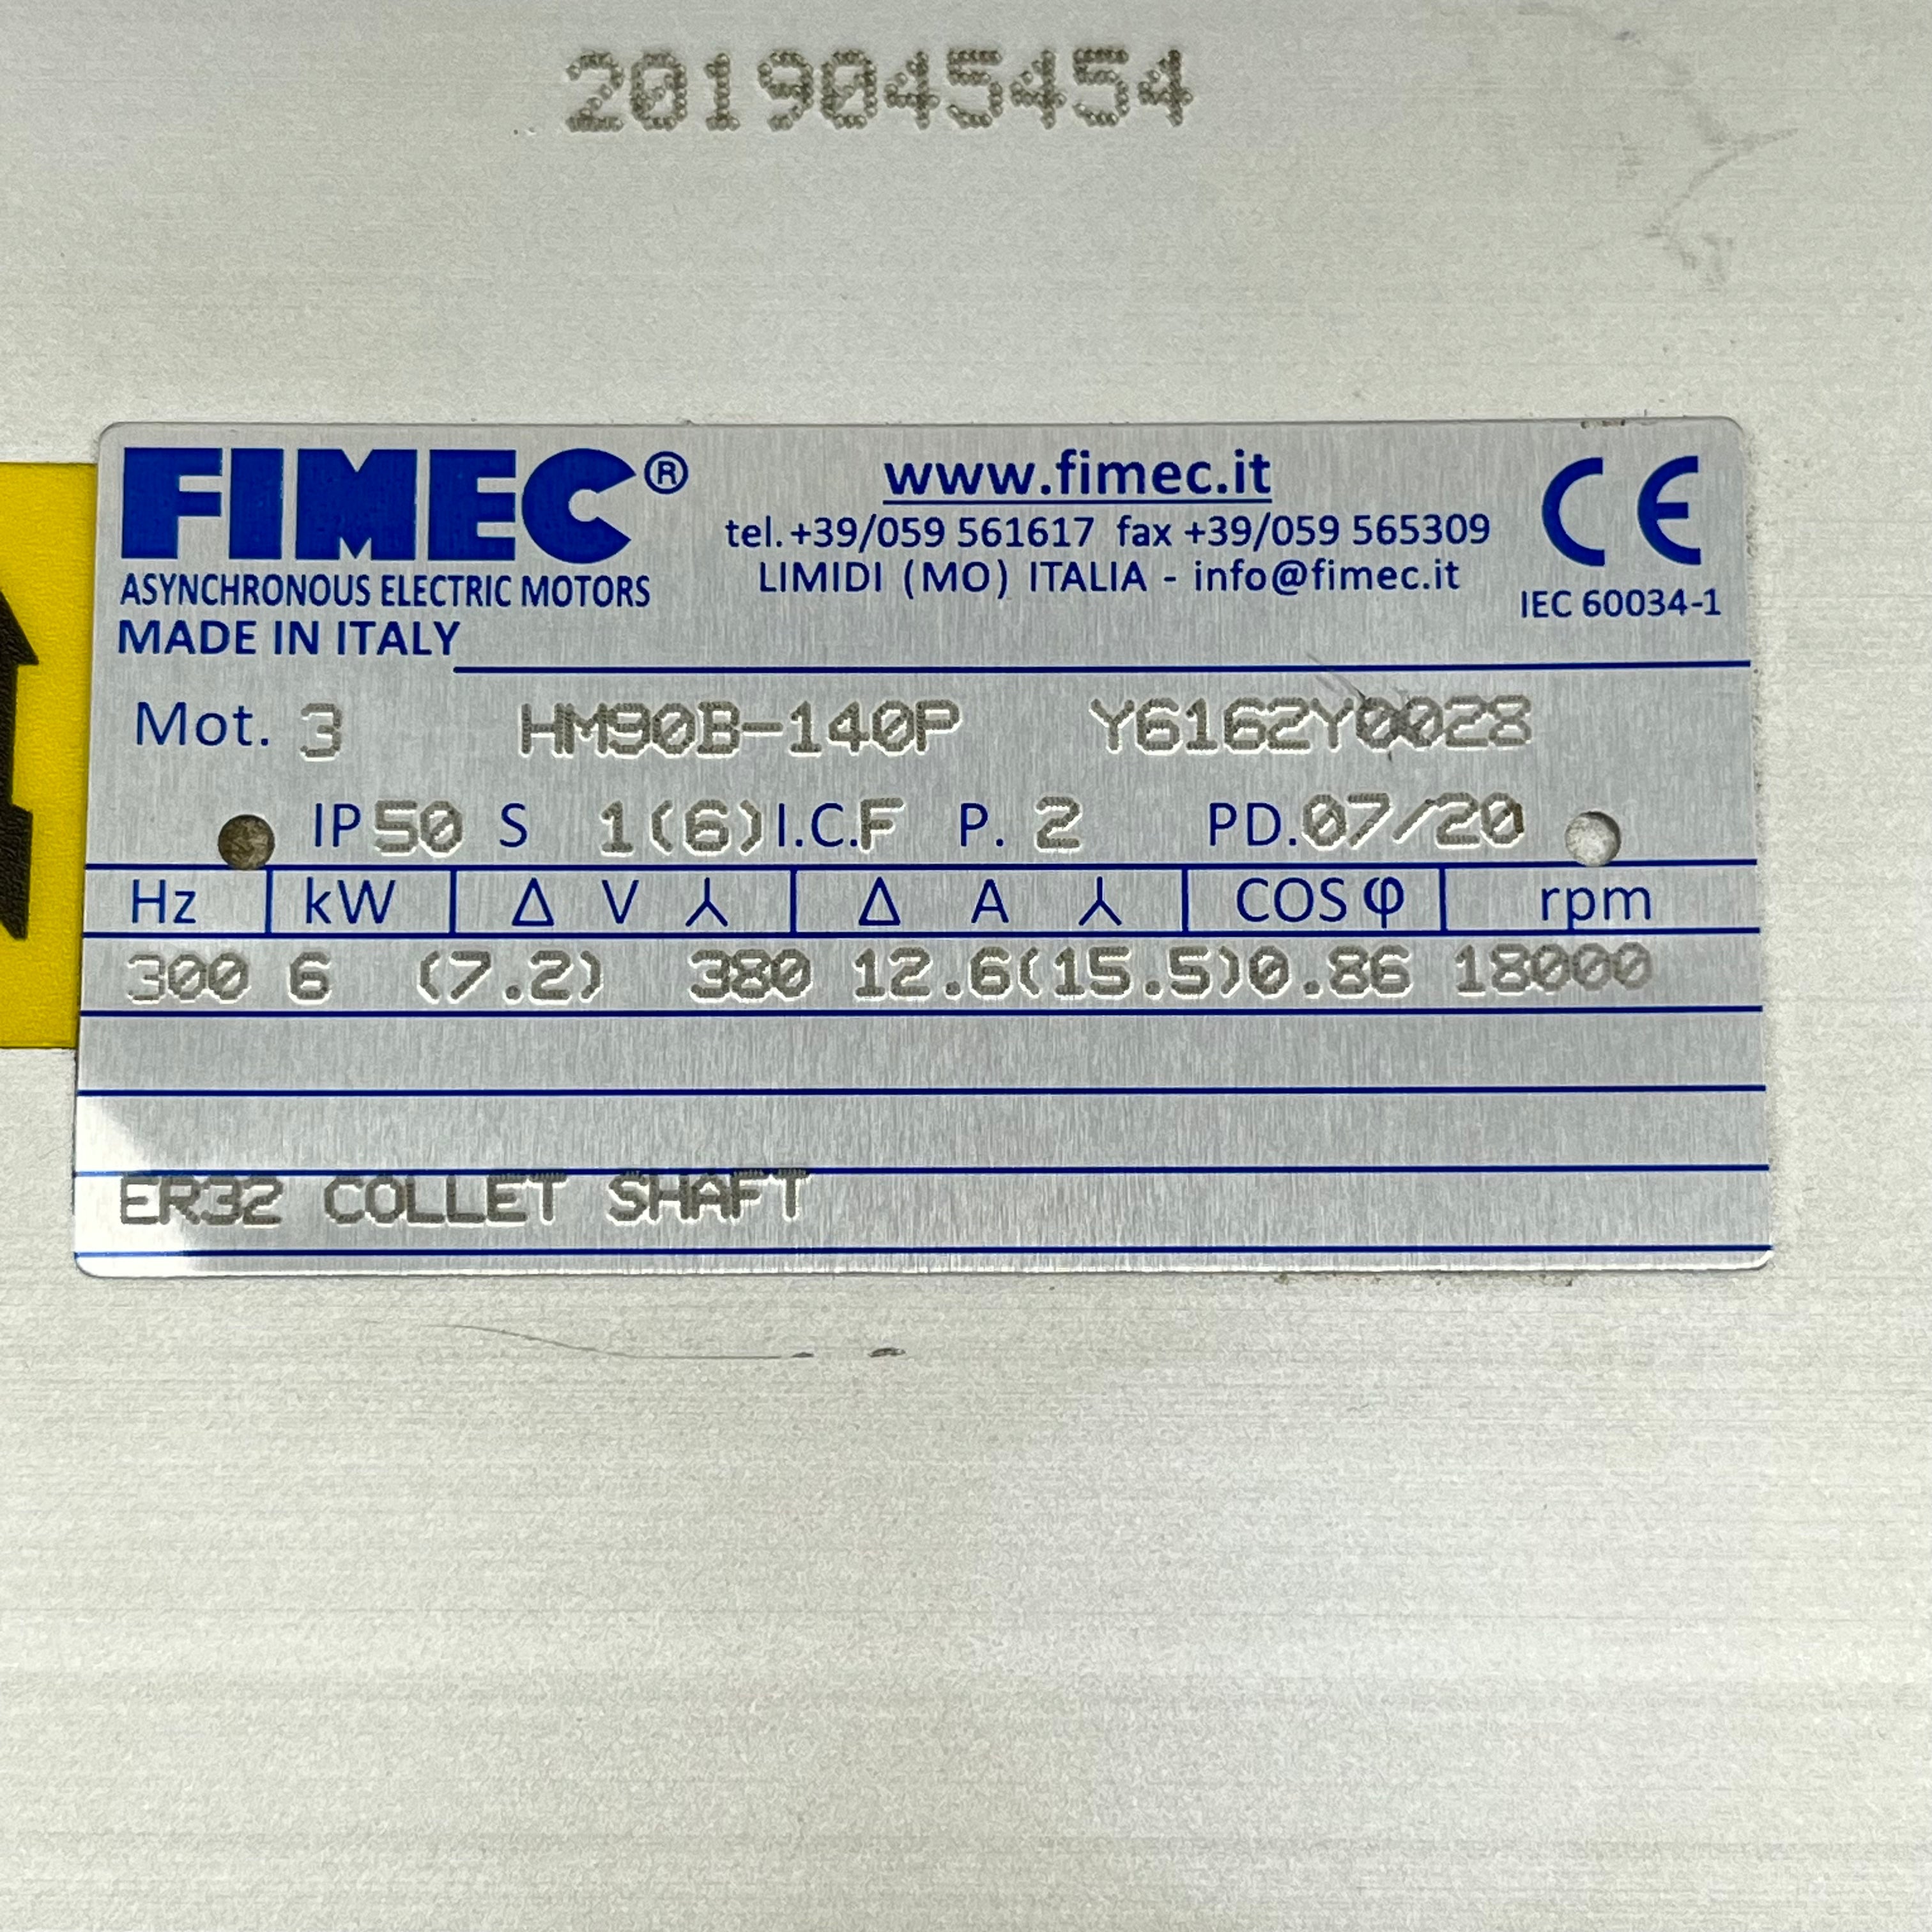 2019045454
FIMEC®
www.fimec.it
CE
tel.+39/059 561617 fax +39/059 565309
LIMIDI (MO) ITALIA - info@fimec.it
ASYNCHRONOUS ELECTRIC MOTORS
IEC 60034-1
MADE IN ITALY
Mot. 3 HM90B-140P Y6162Y0028
IP 50 S 1(6) I.C.F P. 2 PD. 07/20
Hz kW Δ V ⅄ Δ A ⅄ COS φ rpm
300 6 (7.2) 380 12.6(15.5)0.86 18000
ER32 COLLET SHAFT